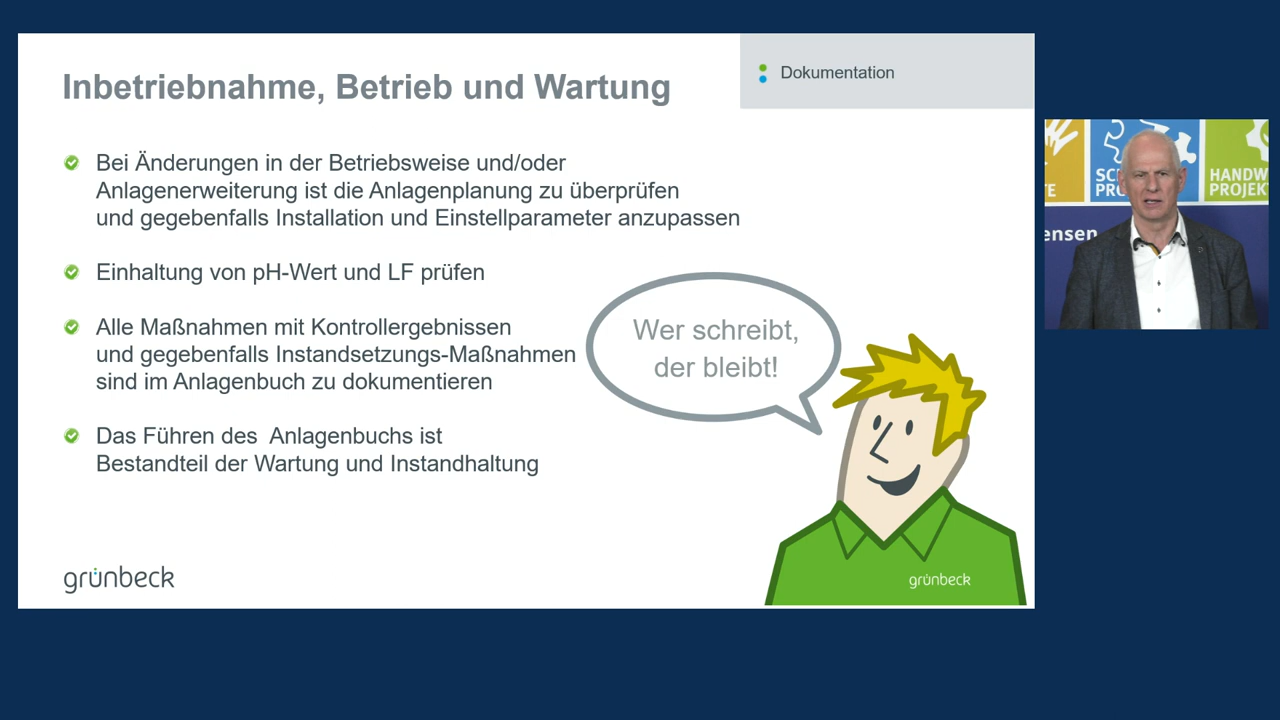 Inbetriebnahme, Betrieb und Wartung
Dokumentation
Bei Änderungen in der Betriebsweise und/oder
Anlagenerweiterung ist die Anlagenplanung zu überprüfen
und gegebenfalls Installation und Einstellparameter anzupassen
Einhaltung von pH-Wert und LF prüfen
Alle Maßnahmen mit Kontrollergebnissen
und gegebenfalls Instandsetzungs-Maßnahmen
sind im Anlagenbuch zu dokumentieren
Das Führen des Anlagenbuchs ist
Bestandteil der Wartung und Instandhaltung
Wer schreibt,
der bleibt!
grünbeck
grünbeck
HANDW
PROJEK
ensen